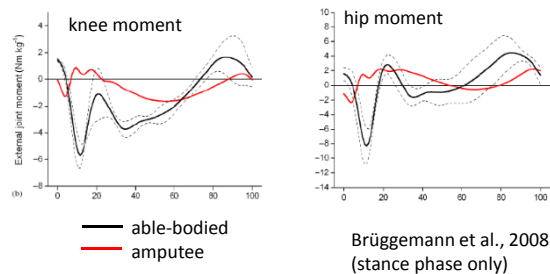 knee moment
hip moment
External joint moment (Nm kg⁻¹)
4
2
0
−2
−4
−6
−8
0 20 40 60 80 100
(b)
14
12
10
8
6
4
2
0
−2
−4
−6
−8
−10
−12
−14
0 20 40 60 80 100
able-bodied
amputee
Brüggemann et al., 2008
(stance phase only)